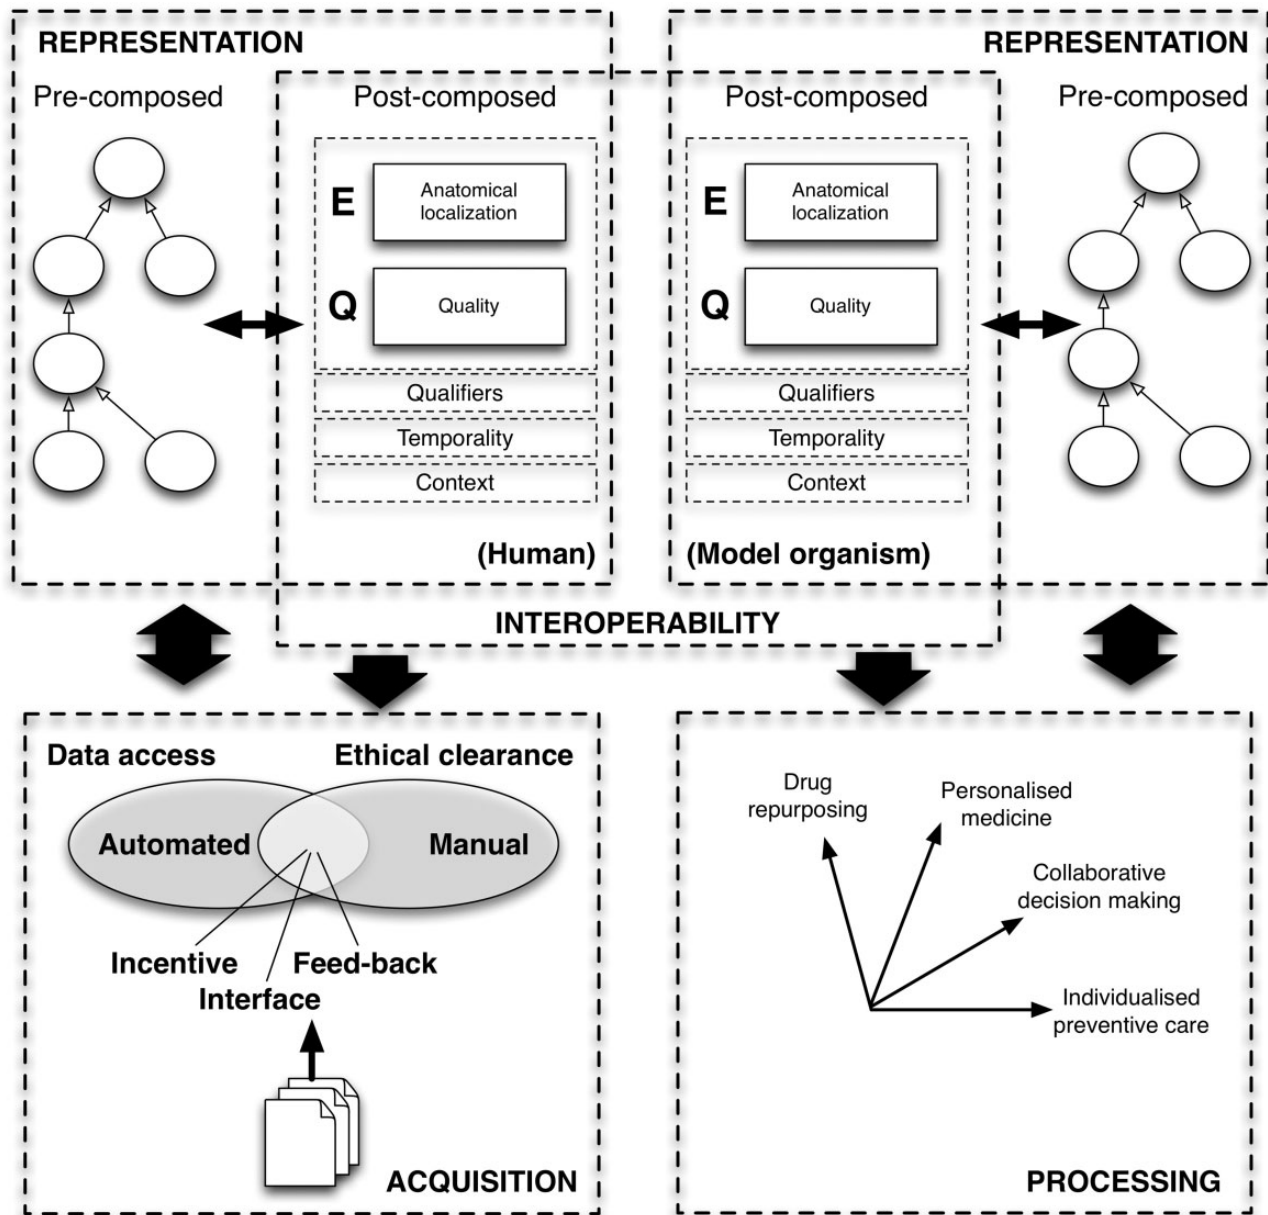 REPRESENTATION
Pre-composed
Post-composed
E
Anatomical
localization
Q
Quality
Qualifiers
Temporality
Context
(Human)
REPRESENTATION
Post-composed
Pre-composed
E
Anatomical
localization
Q
Quality
Qualifiers
Temporality
Context
(Model organism)
INTEROPERABILITY
Data access
Ethical clearance
Automated
Manual
Incentive
Feed-back
Interface
ACQUISITION
Drug
repurposing
Personalised
medicine
Collaborative
decision making
Individualised
preventive care
PROCESSING